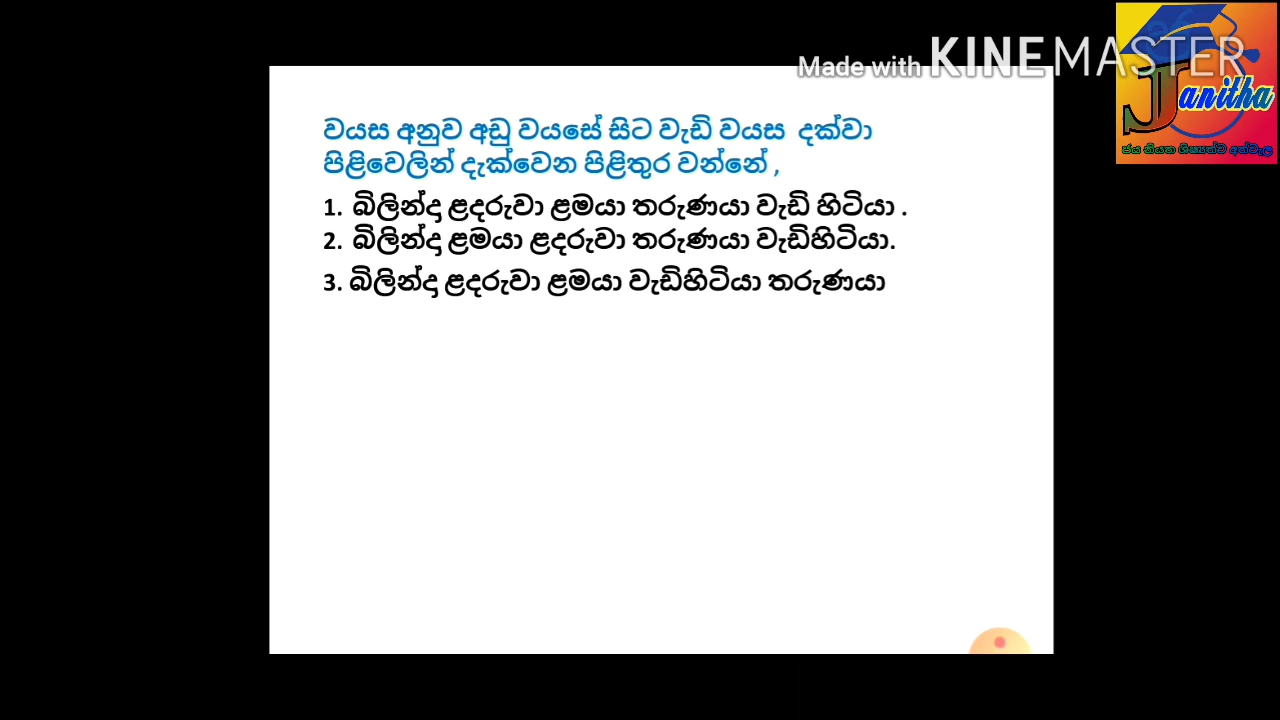 Made with KINEMASTER
Janitha
වයස අනුව අඩු වයසේ සිට වැඩි වයස දක්වා
පිළිවෙලින් දැක්වෙන පිළිතුර වන්නේ ,
1. බිලින්දා ළදරුවා ළමයා තරුණයා වැඩි හිටියා .
2. බිලින්දා ළමයා ළදරුවා තරුණයා වැඩිහිටියා.
3. බිලින්දා ළදරුවා ළමයා වැඩිහිටියා තරුණයා